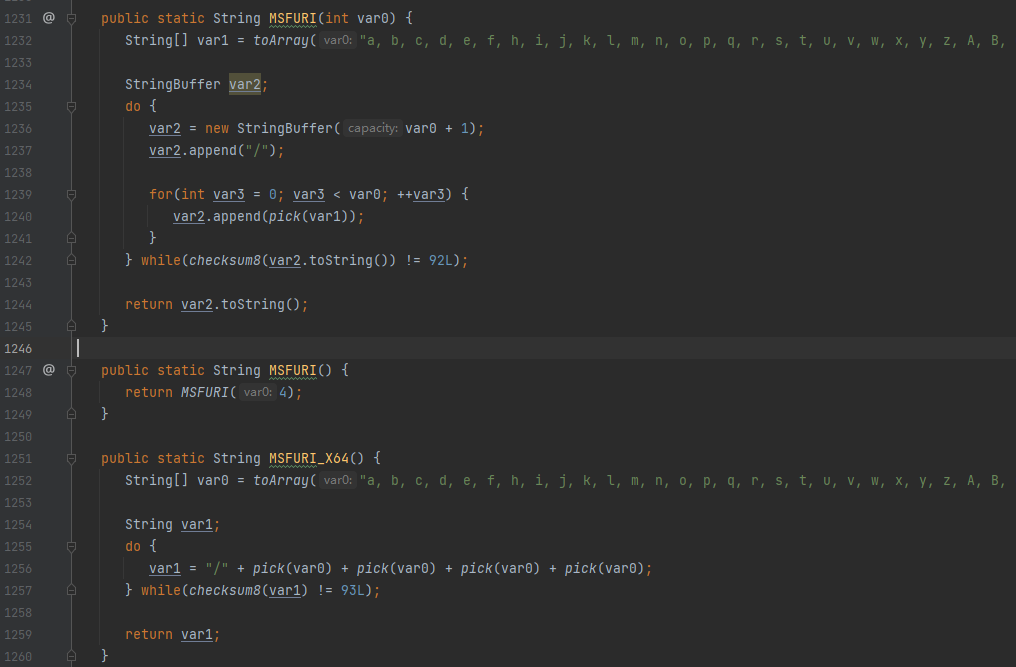 1231 @ public static String MSFURI(int var0) {
1232 String[] var1 = toArray( var0: "a, b, c, d, e, f, h, i, j, k, l, m, n, o, p, q, r, s, t, u, v, w, x, y, z, A, B,
1233
1234 StringBuffer var2;
1235 do {
1236 var2 = new StringBuffer( capacity: var0 + 1);
1237 var2.append("/");
1238
1239 for(int var3 = 0; var3 < var0; ++var3) {
1240 var2.append(pick(var1));
1241 }
1242 } while(checksum8(var2.toString()) != 92L);
1243
1244 return var2.toString();
1245 }
1246
1247 @ public static String MSFURI() {
1248 return MSFURI( var0: 4);
1249 }
1250
1251 public static String MSFURI_X64() {
1252 String[] var0 = toArray( var0: "a, b, c, d, e, f, h, i, j, k, l, m, n, o, p, q, r, s, t, u, v, w, x, y, z, A, B,
1253
1254 String var1;
1255 do {
1256 var1 = "/" + pick(var0) + pick(var0) + pick(var0) + pick(var0);
1257 } while(checksum8(var1) != 93L);
1258
1259 return var1;
1260 }